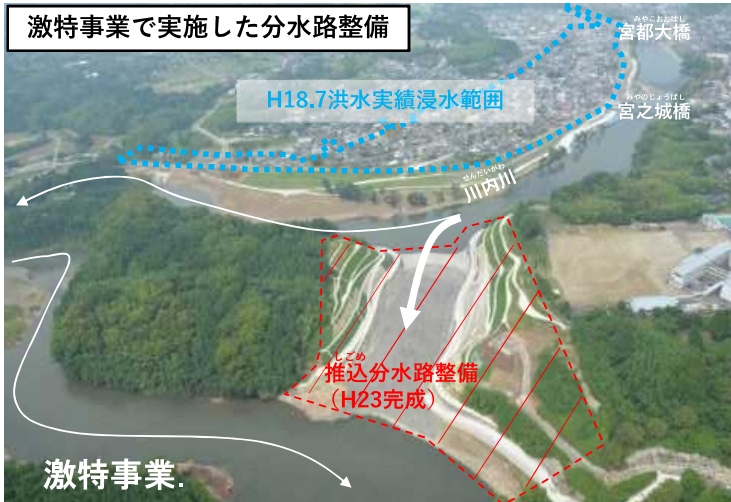 激特事業で実施した分水路整備
みやこおおはし
宮都大橋
H18.7洪水実績浸水範囲
みやのじょうばし
宮之城橋
せんだいがわ
川内川
しごめ
推込分水路整備
（H23完成）
激特事業.